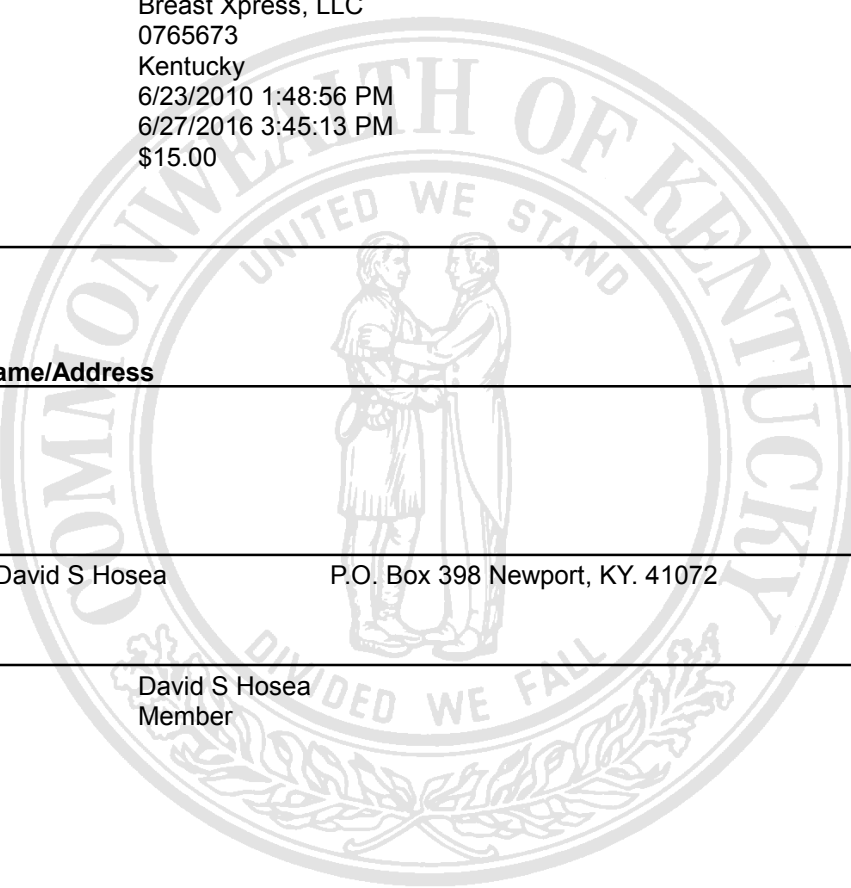 Breast Xpress, LLC
0765673
Kentucky
6/23/2010 1:48:56 PM
6/27/2016 3:45:13 PM
$15.00
COMMONWEALTH OF KENTUCKY
UNITED WE STAND
ame/Address
David S Hosea P.O. Box 398 Newport, KY. 41072
DIVIDED WE FALL
David S Hosea
Member